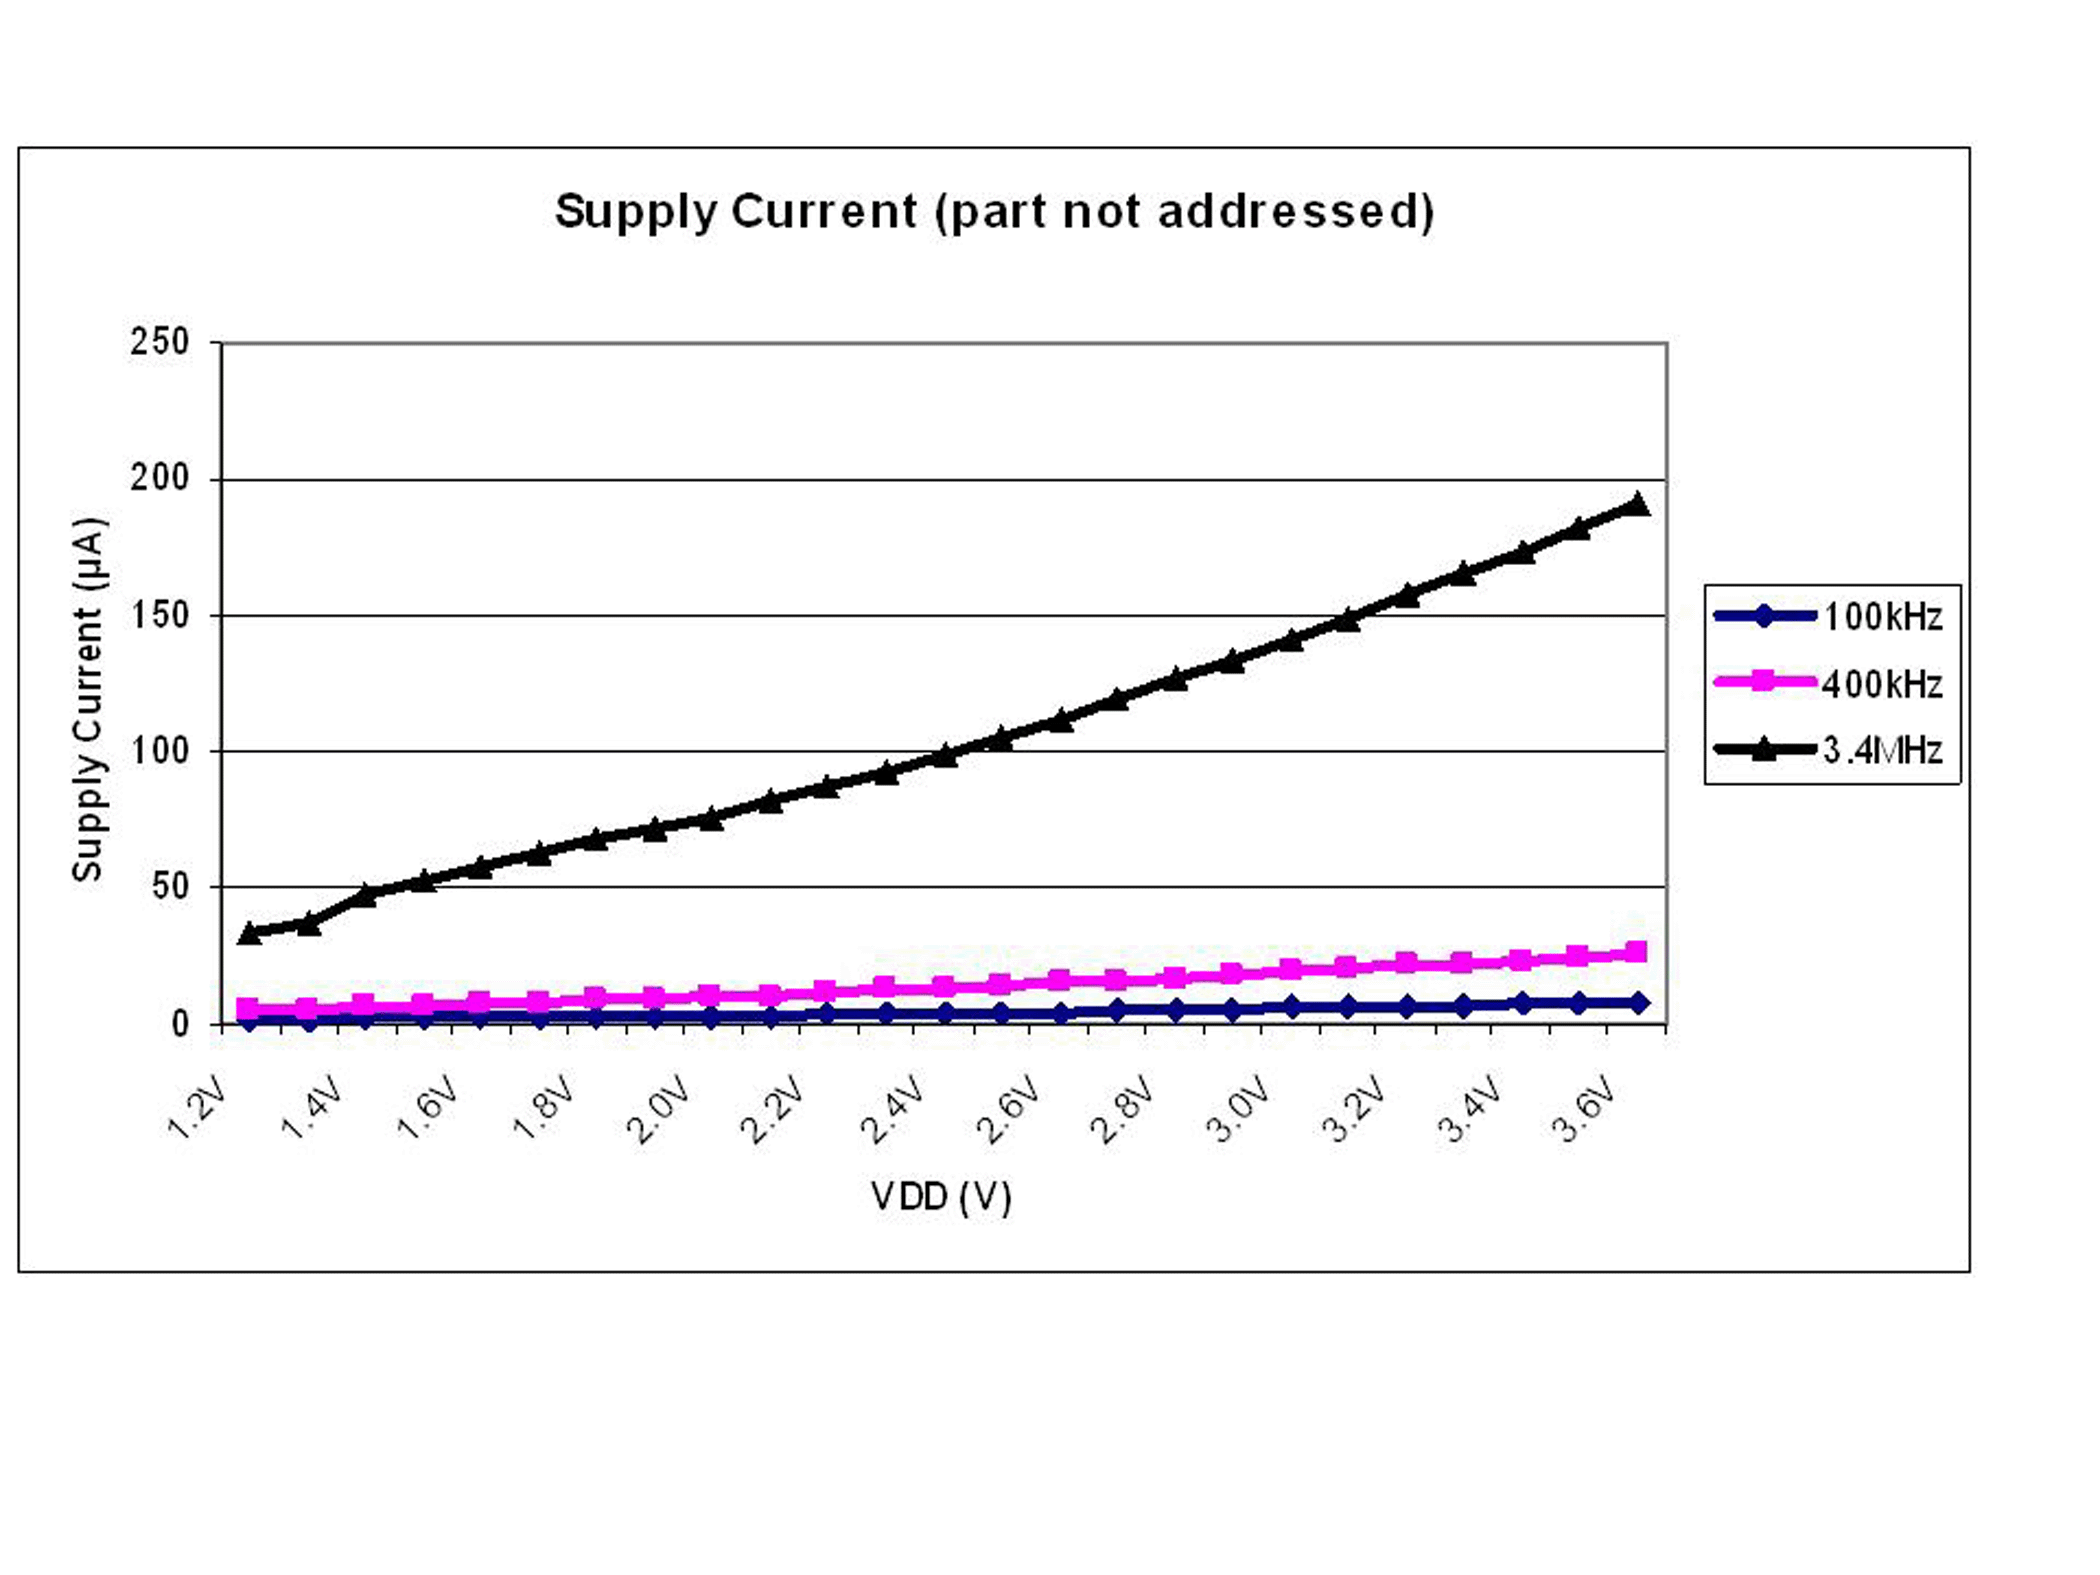 Supply Current (part not addressed)
250
200
150
100
50
0
Supply Current (µA)
1.2V
1.4V
1.6V
1.8V
2.0V
2.2V
2.4V
2.6V
2.8V
3.0V
3.2V
3.4V
3.6V
VDD (V)
100kHz
400kHz
3.4MHz